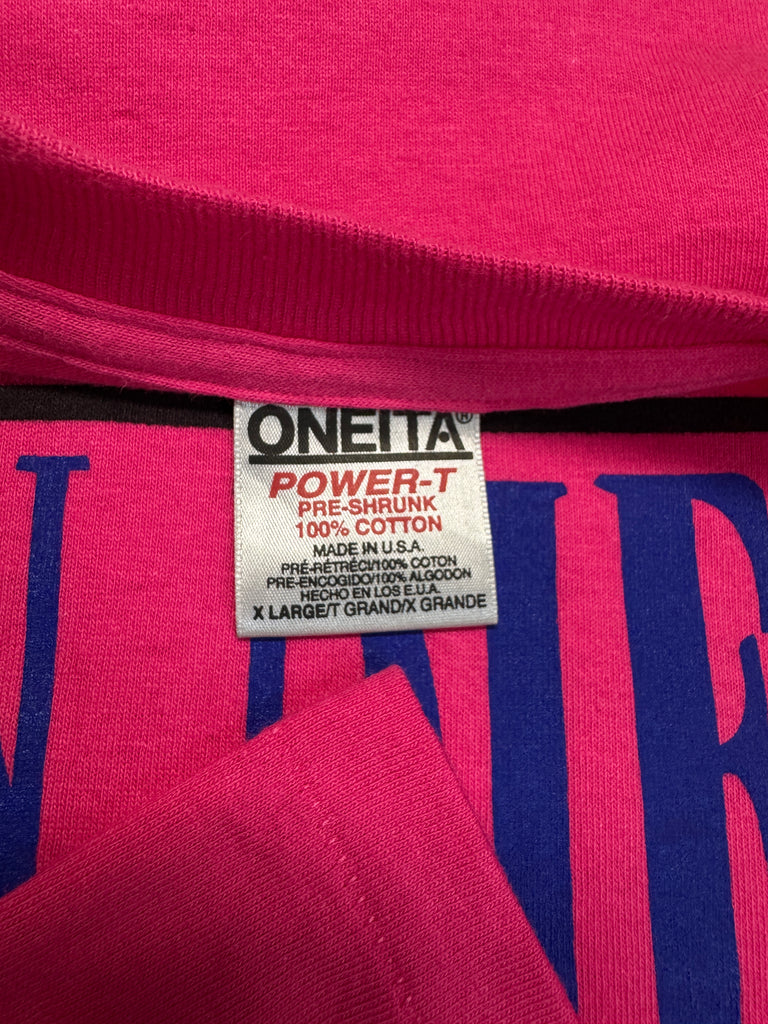 ONEITA®
POWER-T
PRE-SHRUNK
100% COTTON
MADE IN U.S.A.
PRÉ-RÉTRÉCI/100% COTON
PRE-ENCOGIDO/100% ALGODON
HECHO EN LOS E.U.A.
X LARGE/T GRAND/X GRANDE